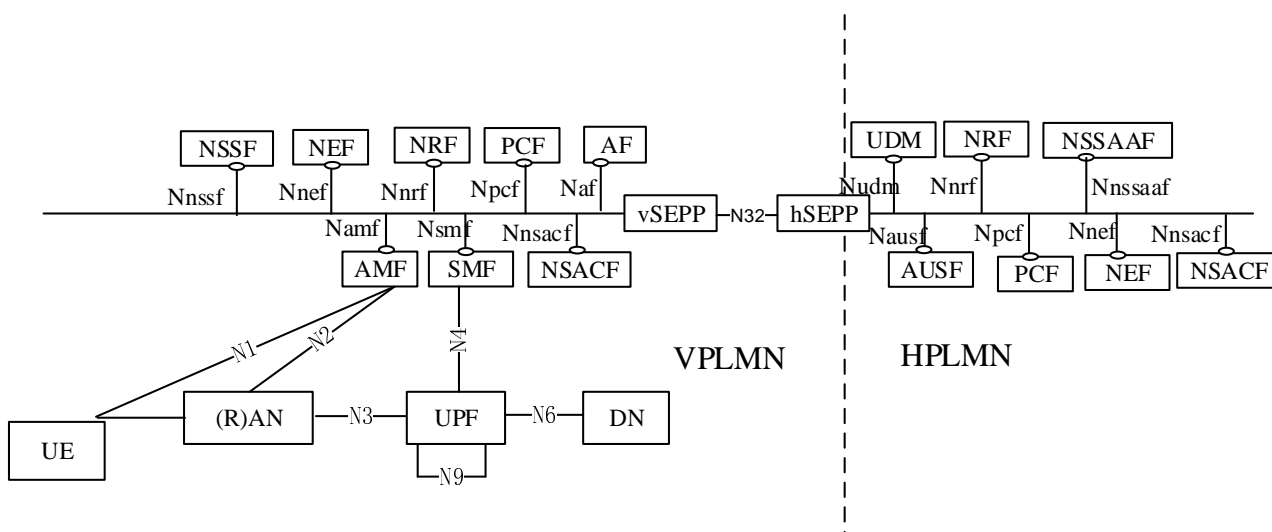 NSSF
NEF
NRF
PCF
AF
UDM
NRF
NSSAAF
Nnssf
Nnef
Nnrf
Npcf
Naf
Nudm
Nnrf
Nnssaaf
vSEPP
N32
hSEPP
Namf
Nsmf
Nnsacf
Nausf
Npcf
Nnef
Nnsacf
AMF
SMF
NSACF
AUSF
PCF
NEF
NSACF
N1
N2
N4
VPLMN
HPLMN
(R)AN
N3
UPF
N6
DN
UE
N9